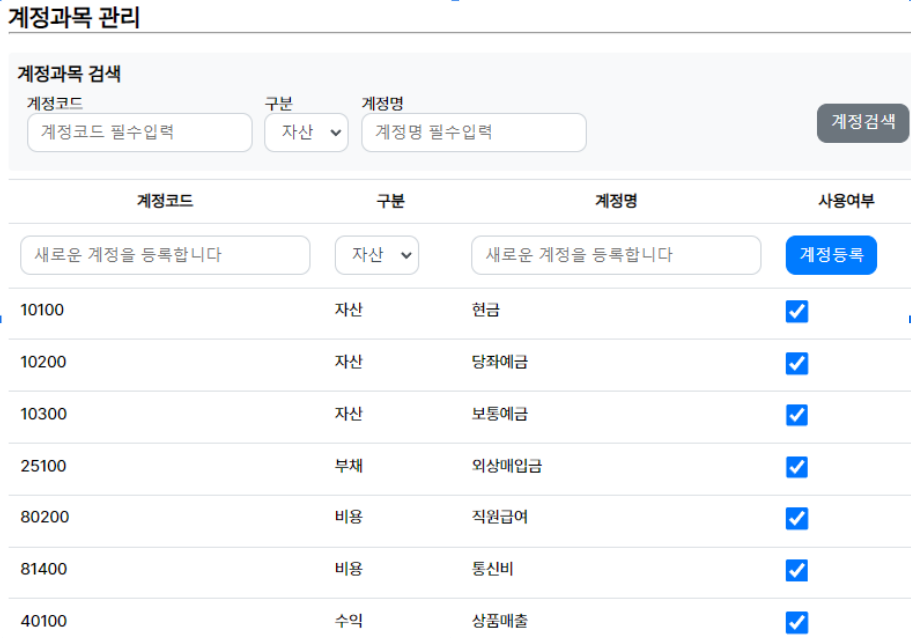 계정과목 관리
계정과목 검색
계정코드 구분 계정명
계정코드 필수입력 자산 계정명 필수입력 계정검색
계정코드 구분 계정명 사용여부
새로운 계정을 등록합니다 자산 새로운 계정을 등록합니다 계정등록
10100 자산 현금
10200 자산 당좌예금
10300 자산 보통예금
25100 부채 외상매입금
80200 비용 직원급여
81400 비용 통신비
40100 수익 상품매출